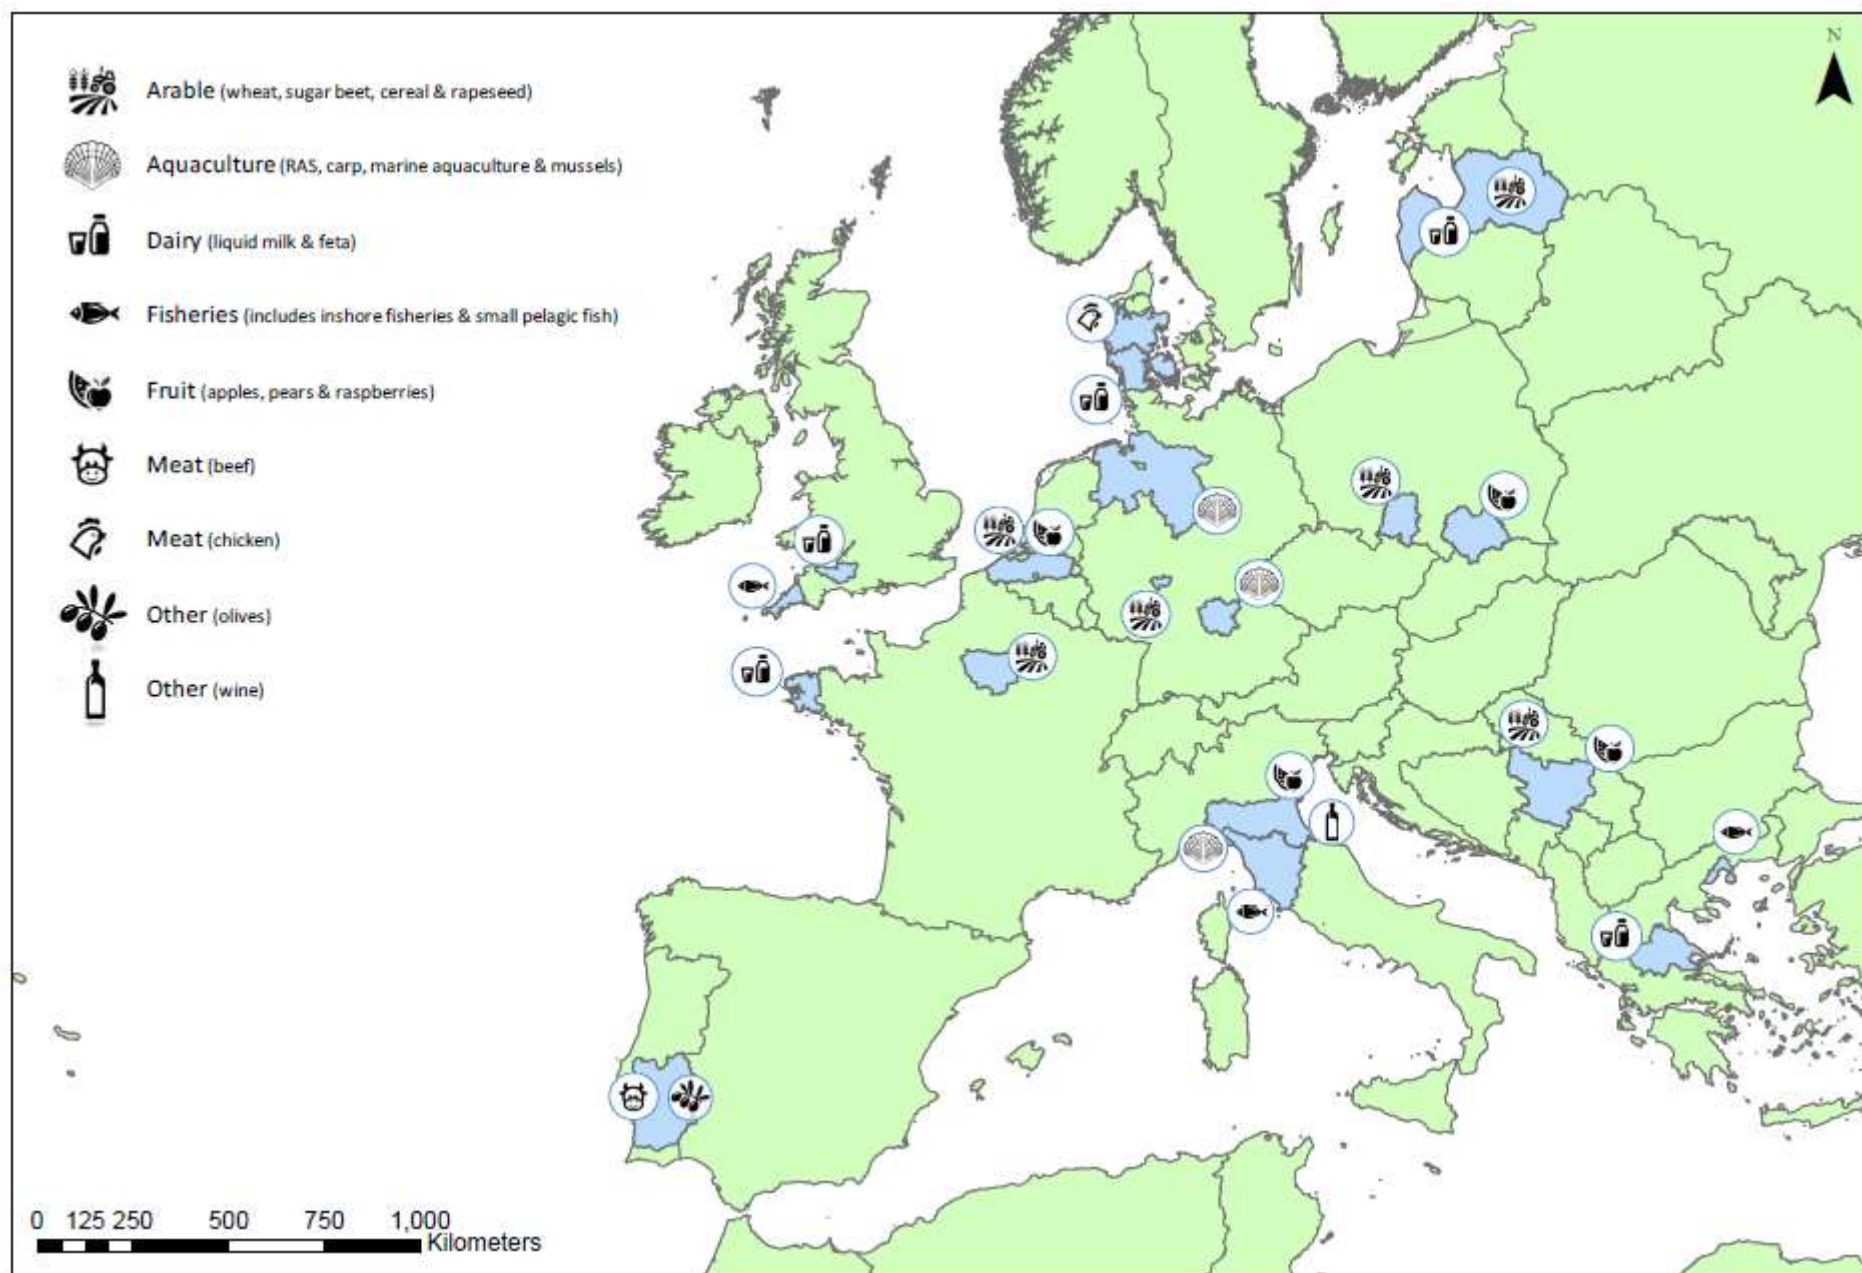 N
Arable (wheat, sugar beet, cereal & rapeseed)
Aquaculture (RAS, carp, marine aquaculture & mussels)
Dairy (liquid milk & feta)
Fisheries (includes inshore fisheries & small pelagic fish)
Fruit (apples, pears & raspberries)
Meat (beef)
Meat (chicken)
Other (olives)
Other (wine)
0 125 250 500 750 1,000
Kilometers